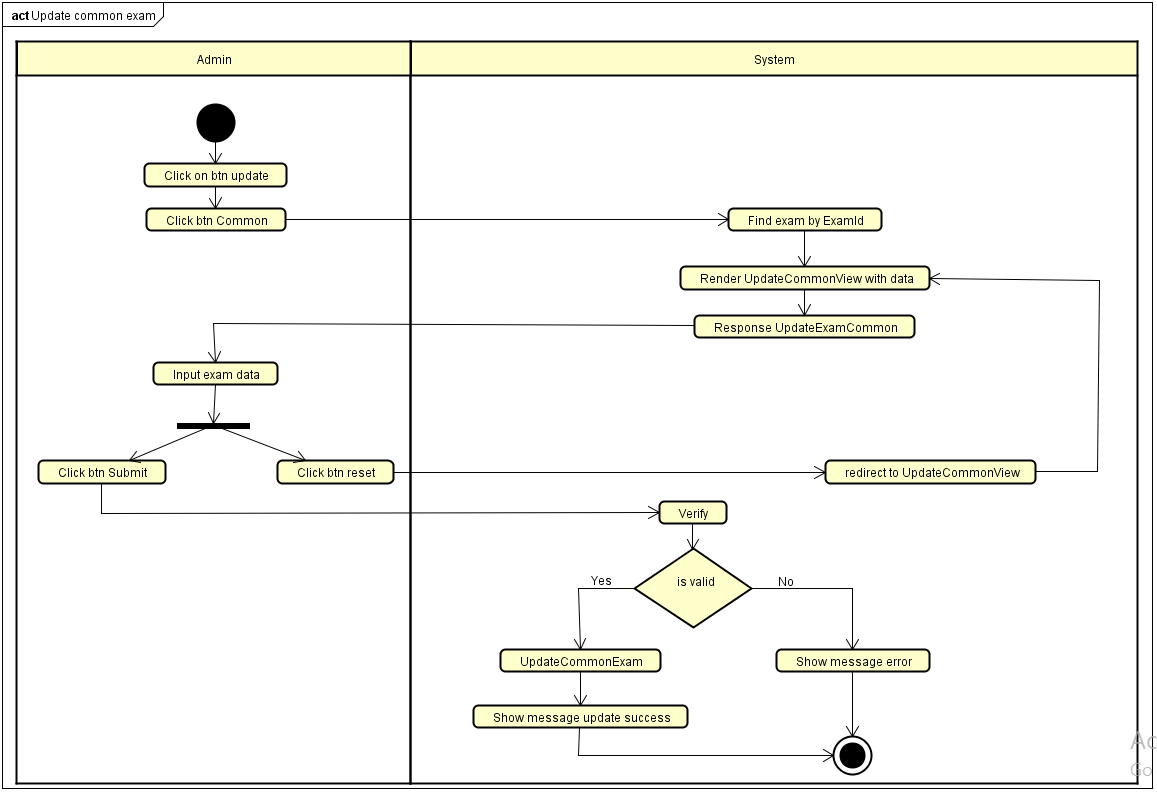 act Update common exam
Admin
System
Click on btn update
Click btn Common
Find exam by ExamId
Render UpdateCommonView with data
Response UpdateExamCommon
Input exam data
Click btn Submit
Click btn reset
redirect to UpdateCommonView
Verify
is valid
Yes
No
UpdateCommonExam
Show message error
Show message update success
Ac
Go